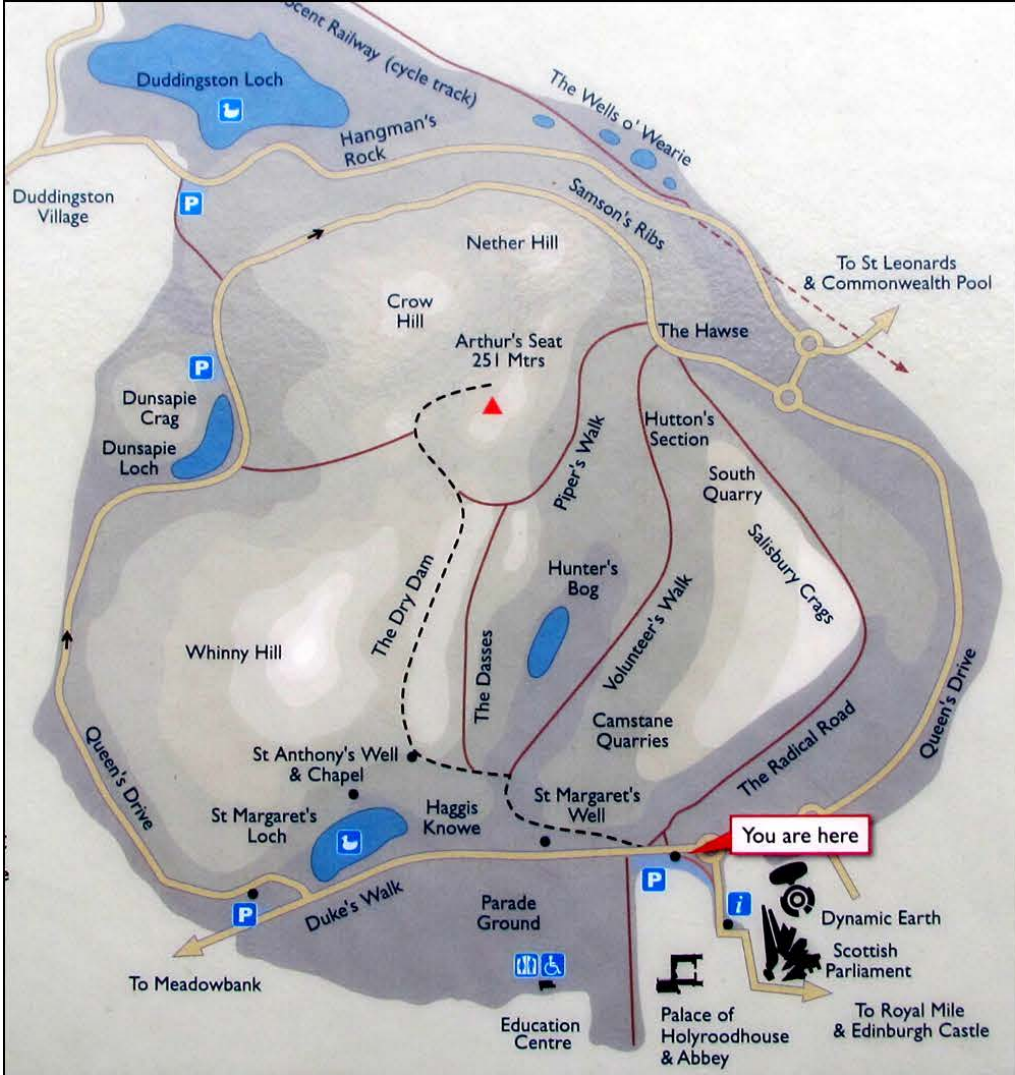 ocent Railway (cycle track)
Duddingston Loch
The Wells o' Wearie
Hangman's
Rock
Duddingston
Village
P
Samson's Ribs
Nether Hill
To St Leonards
& Commonwealth Pool
Crow
Hill
The Hawse
Arthur's Seat
251 Mtrs
P
Dunsapie
Crag
Dunsapie
Loch
Hutton's
Section
South
Quarry
Piper's Walk
Salisbury Crags
Hunter's
Bog
The Dry Dam
Whinny Hill
The Dasses
Volunteer's Walk
Queen's Drive
Camstane
Quarries
The Radical Road
Queen's Drive
St Anthony's Well
& Chapel
St Margaret's
Loch
Haggis
Knowe
St Margaret's
Well
You are here
P
P
Duke's Walk
Parade
Ground
i
Dynamic Earth
Scottish
Parliament
To Meadowbank
Education
Centre
Palace of
Holyroodhouse
& Abbey
To Royal Mile
& Edinburgh Castle